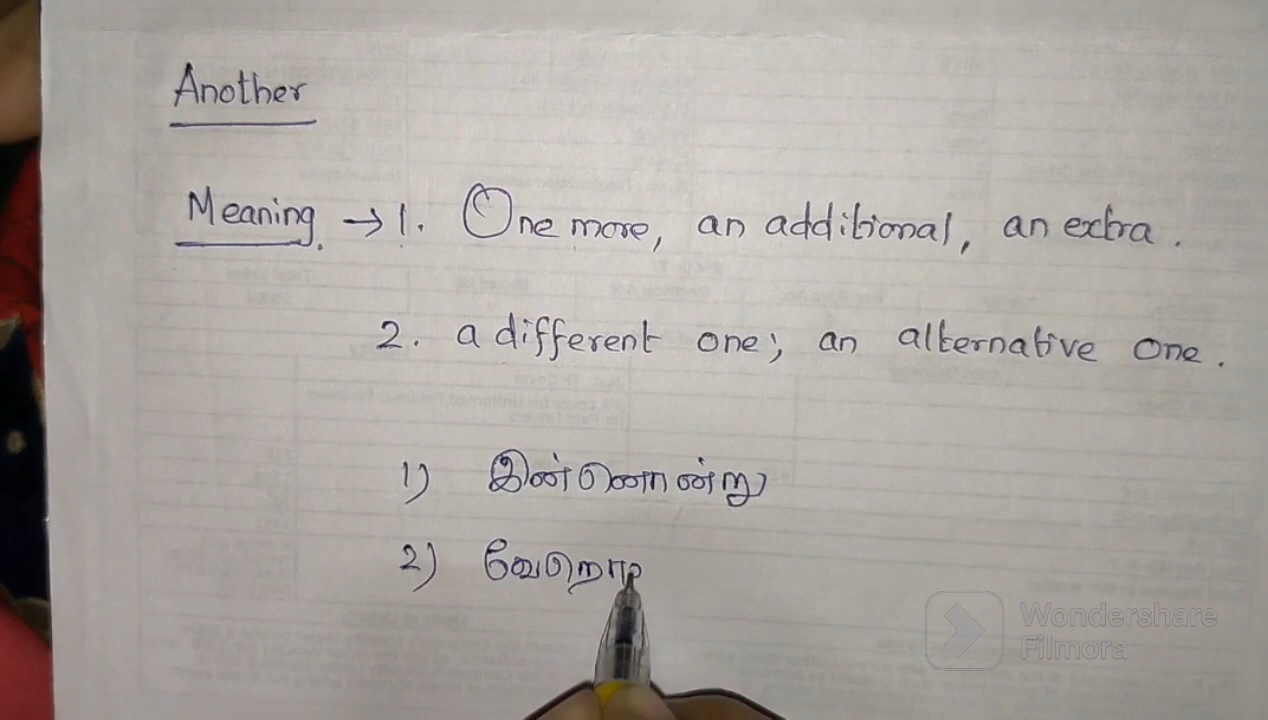 Another
Meaning → 1. One more, an additional, an extra.
2. a different one; an alternative one.
1) இன்னொன்று
2) வேறொ
Wondershare
Filmora